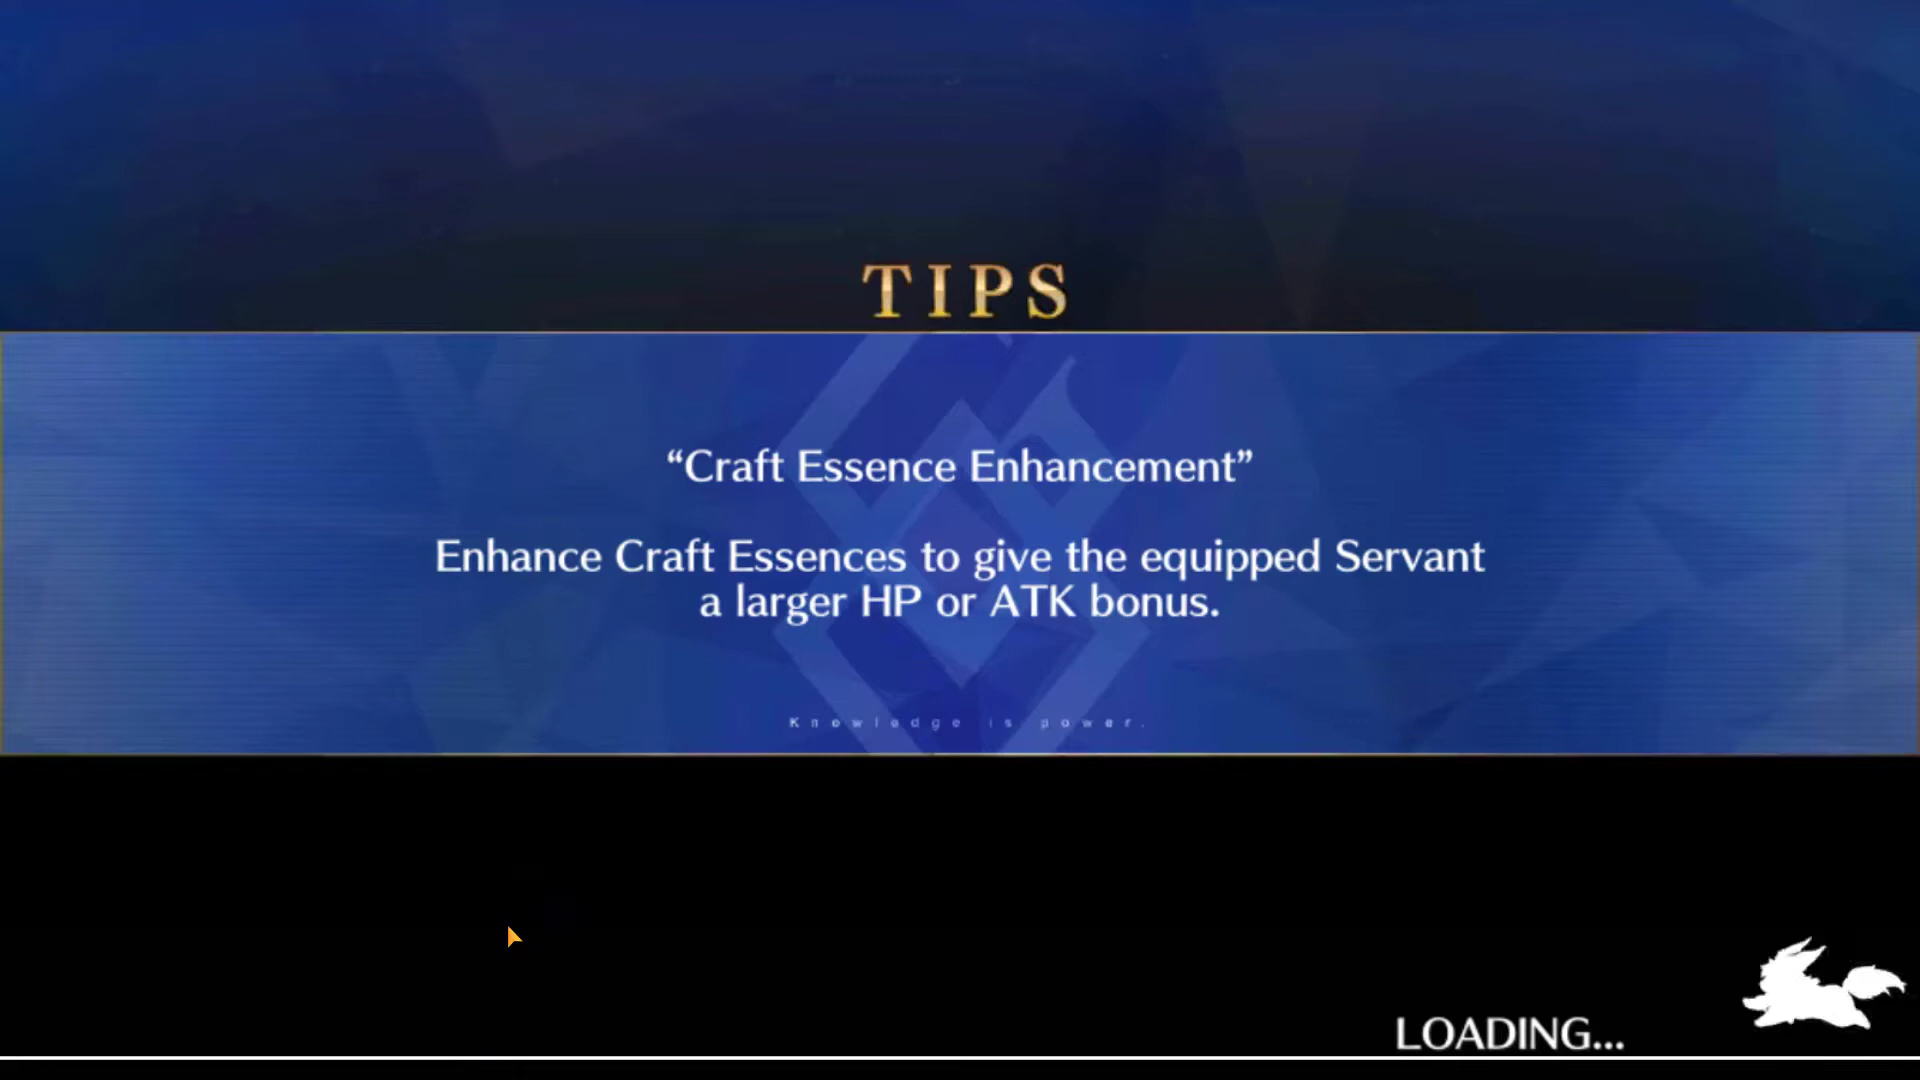 TIPS
“Craft Essence Enhancement”
Enhance Craft Essences to give the equipped Servant
a larger HP or ATK bonus.
Knowledge is power.
LOADING...